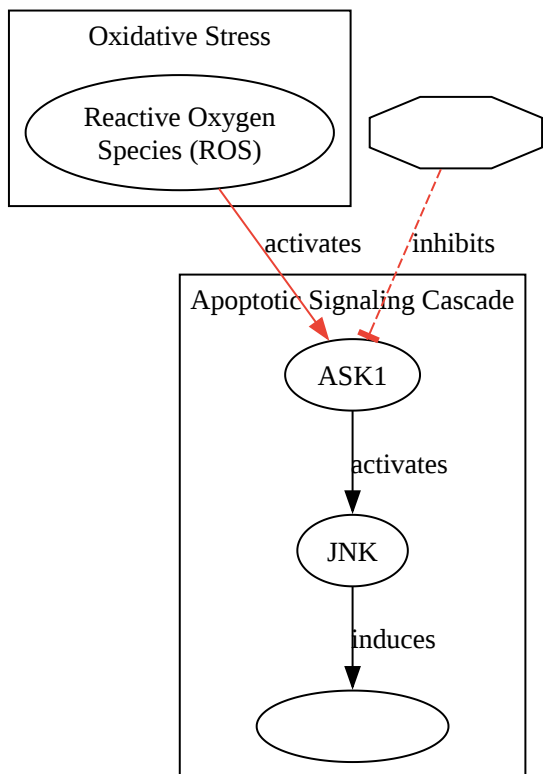 Oxidative Stress
Reactive Oxygen
Species (ROS)
activates
inhibits
Apoptotic Signaling Cascade
ASK1
activates
JNK
induces